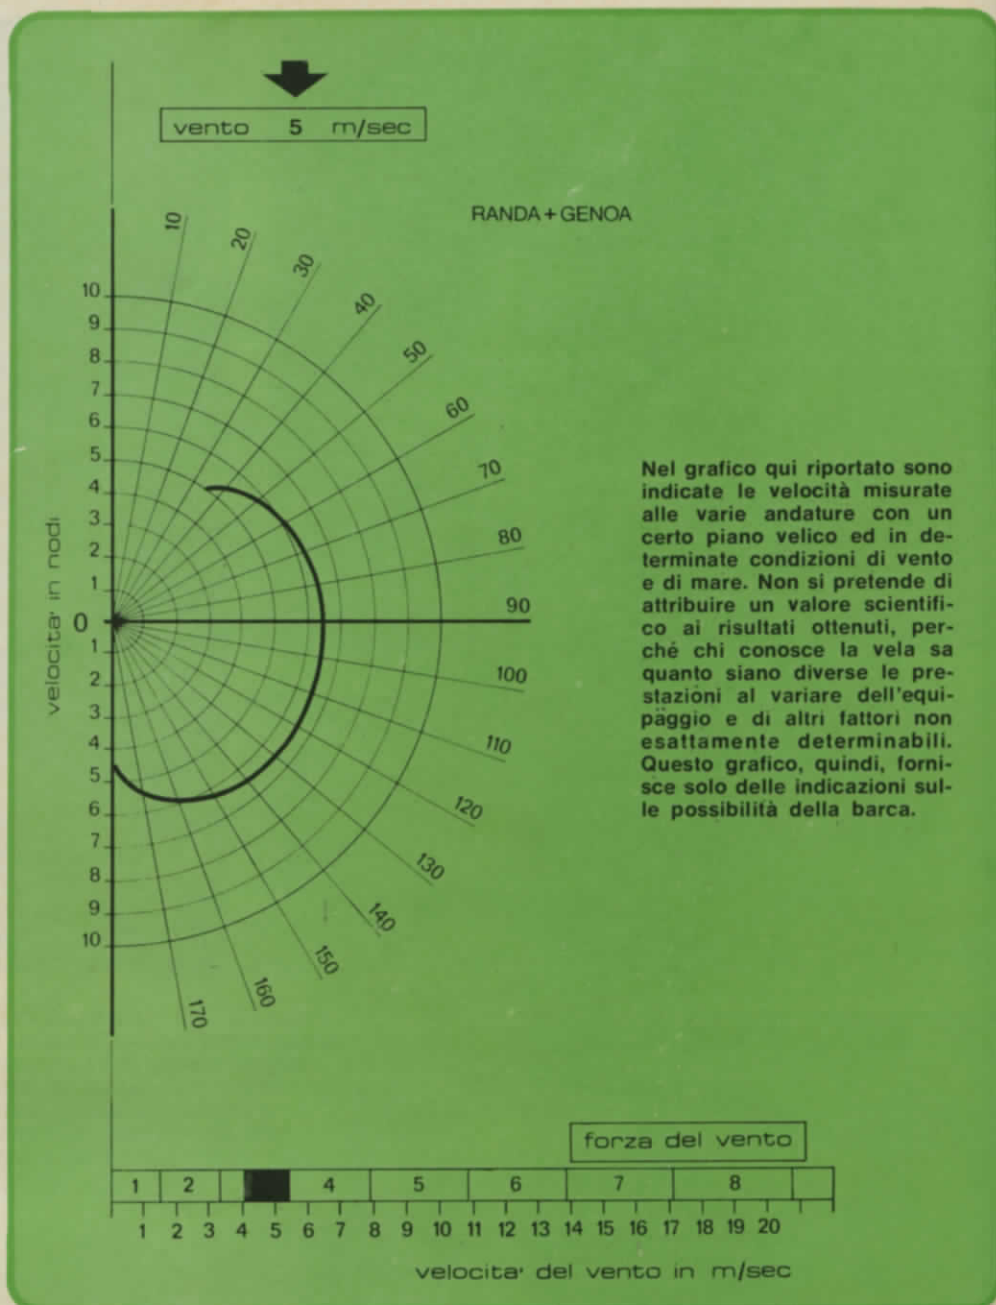 vento 5 m/sec
RANDA+GENOA
10
20
30
40
50
60
70
80
90
100
110
120
130
140
150
160
170
10
9
8
7
6
5
4
3
2
1
0
1
2
3
4
5
6
7
8
9
10
velocita' in nodi
Nel grafico qui riportato sono
indicate le velocità misurate
alle varie andature con un
certo piano velico ed in de-
terminate condizioni di vento
e di mare. Non si pretende di
attribuire un valore scientifi-
co ai risultati ottenuti, per-
ché chi conosce la vela sa
quanto siano diverse le pre-
stazioni al variare dell'equi-
paggio e di altri fattori non
esattamente determinabili.
Questo grafico, quindi, forni-
sce solo delle indicazioni sul-
le possibilità della barca.
forza del vento
1 2 4 5 6 7 8
1 2 3 4 5 6 7 8 9 10 11 12 13 14 15 16 17 18 19 20
velocita' del vento in m/sec